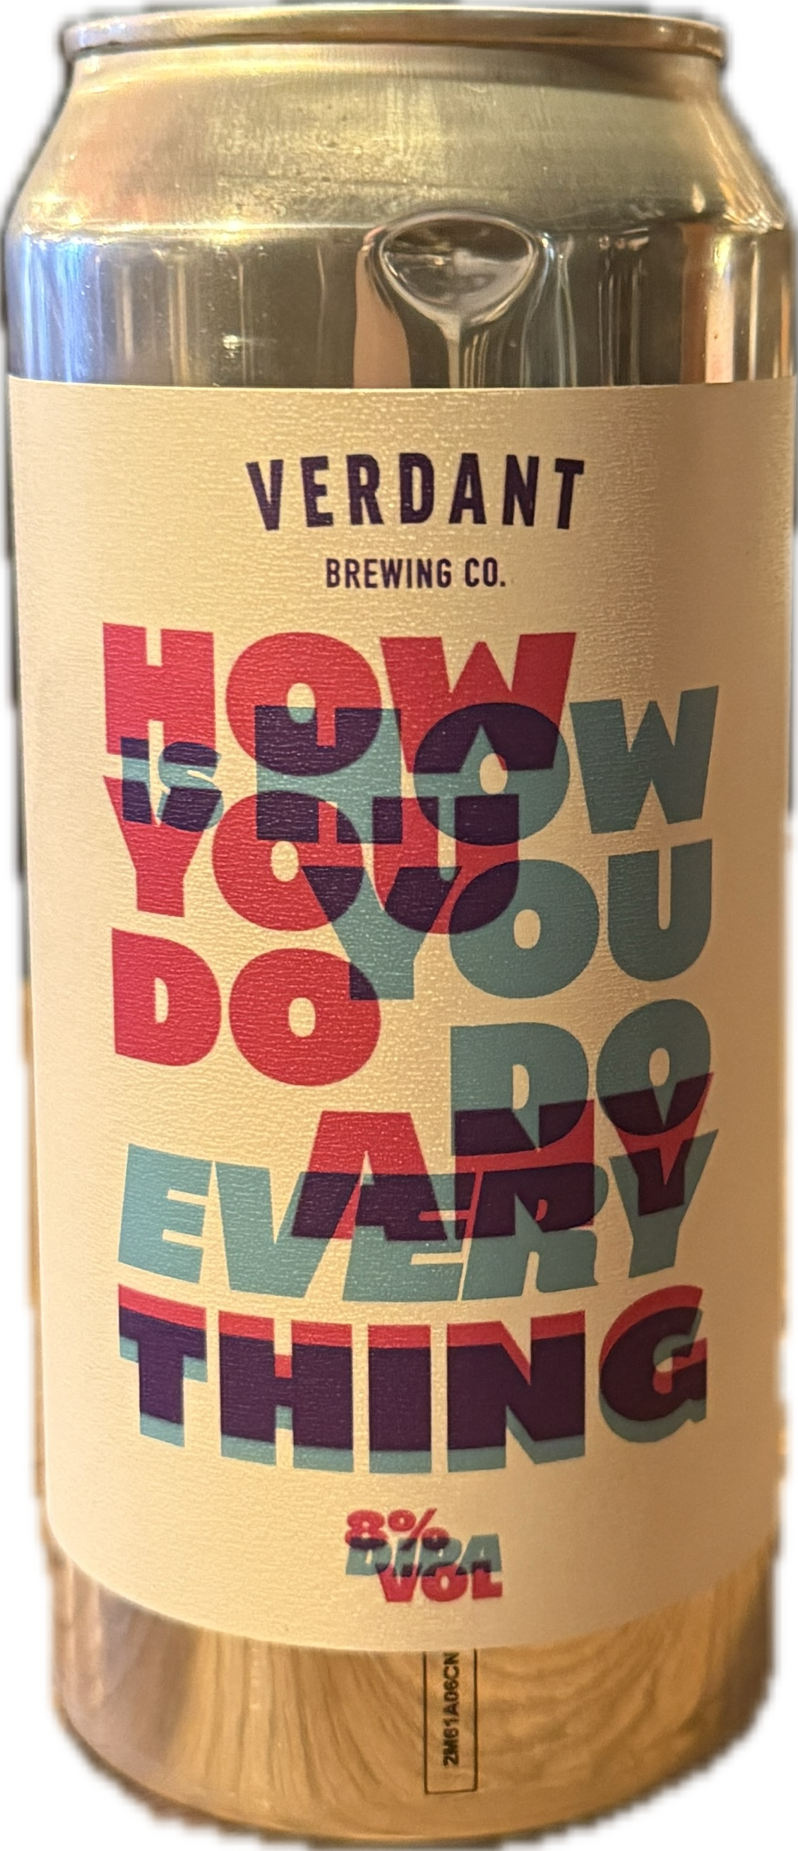 VERDANT
BREWING CO.
HOW
IS HOW
YOU
YOU
DO
DO
ANY
EVERY
THING
8%
DIPA
VOL
2M61A06CN